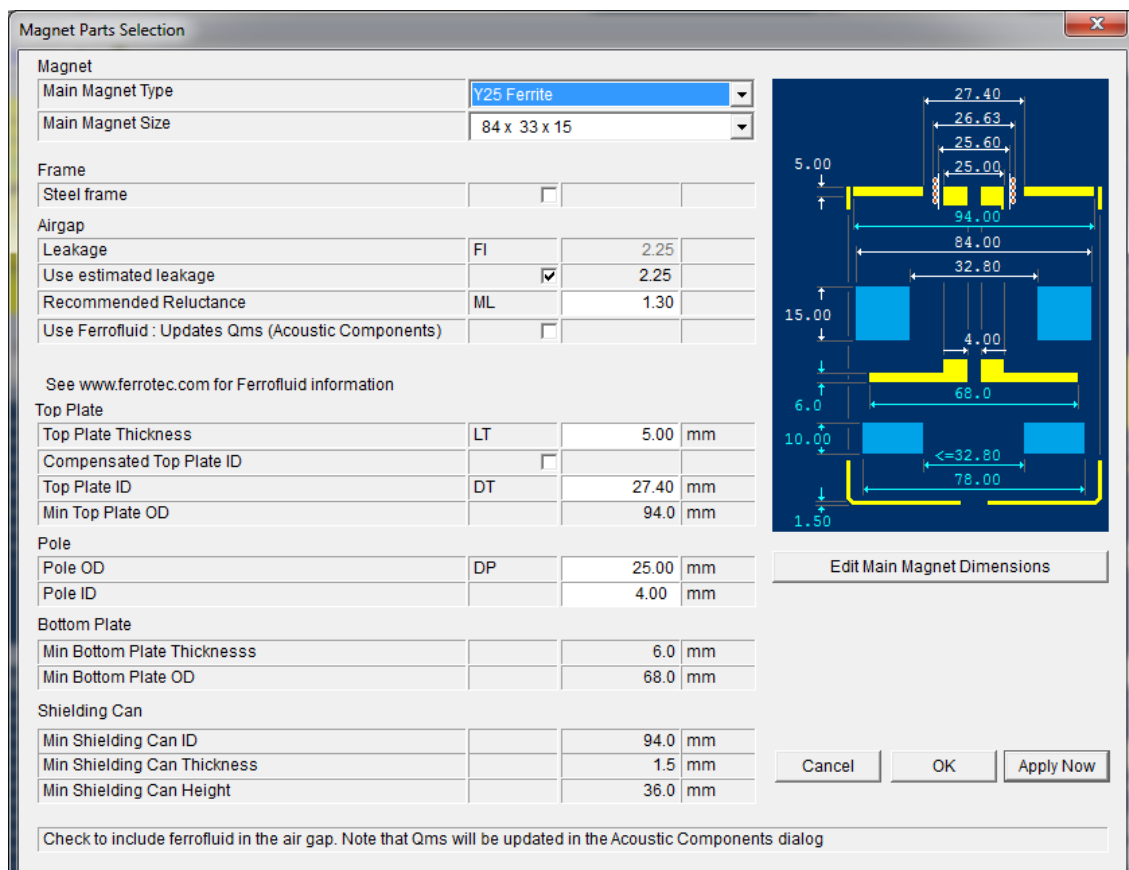 Magnet Parts Selection
x
Magnet
Main Magnet Type Y25 Ferrite
Main Magnet Size 84 x 33 x 15
Frame
Steel frame
Airgap
Leakage FI 2.25
Use estimated leakage 2.25
Recommended Reluctance ML 1.30
Use Ferrofluid : Updates Qms (Acoustic Components)
See www.ferrotec.com for Ferrofluid information
Top Plate
Top Plate Thickness LT 5.00 mm
Compensated Top Plate ID
Top Plate ID DT 27.40 mm
Min Top Plate OD 94.0 mm
Pole
Pole OD DP 25.00 mm
Pole ID 4.00 mm
Bottom Plate
Min Bottom Plate Thicknesss 6.0 mm
Min Bottom Plate OD 68.0 mm
Shielding Can
Min Shielding Can ID 94.0 mm
Min Shielding Can Thickness 1.5 mm
Min Shielding Can Height 36.0 mm
27.40
26.63
25.60
5.00 25.00
94.00
84.00
32.80
15.00
4.00
6.0 68.0
10.00
<=32.80
78.00
1.50
Edit Main Magnet Dimensions
Cancel OK Apply Now
Check to include ferrofluid in the air gap. Note that Qms will be updated in the Acoustic Components dialog